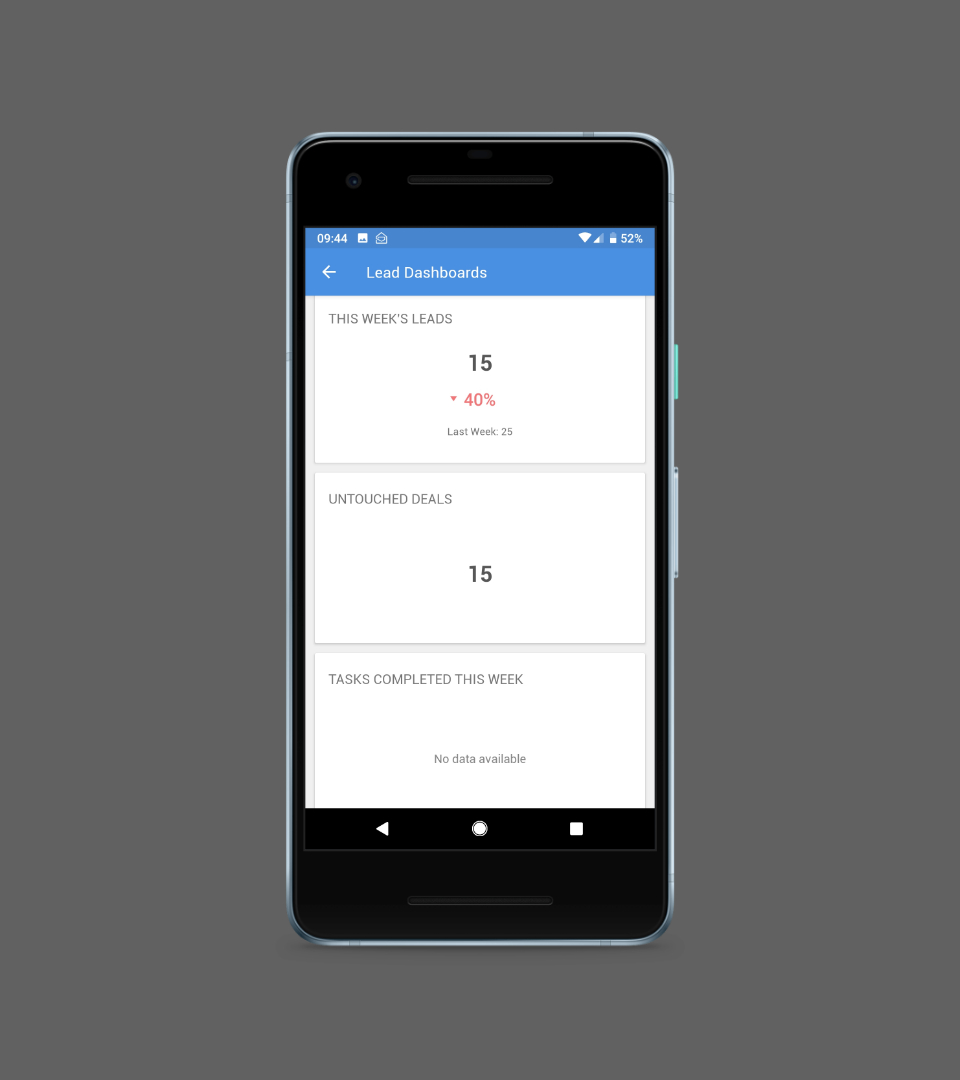 09:44 52%
Lead Dashboards
THIS WEEK'S LEADS
15
40%
Last Week: 25
UNTOUCHED DEALS
15
TASKS COMPLETED THIS WEEK
No data available